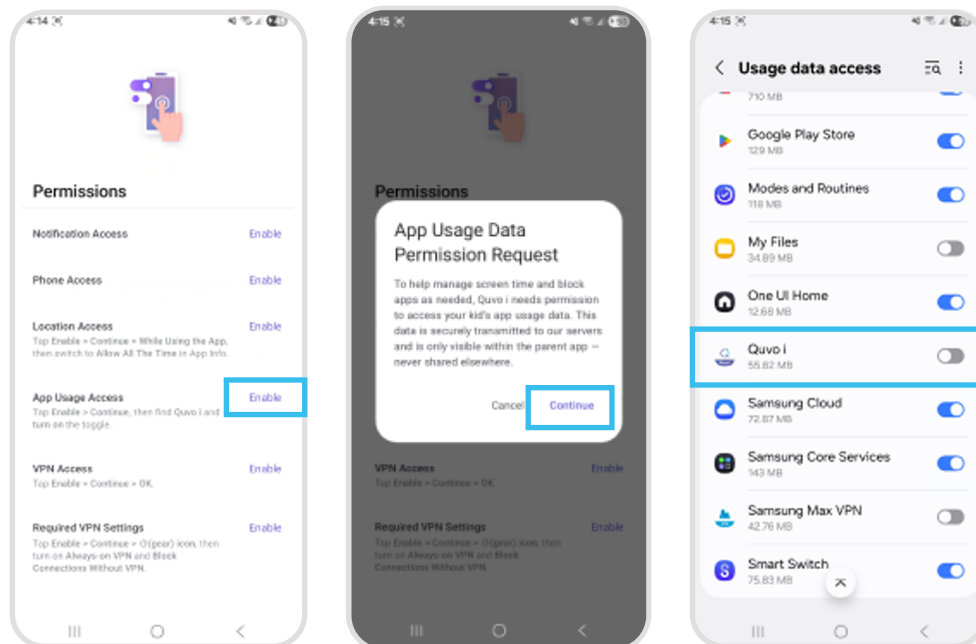 4:14
Permissions
Notification Access
Enable
Phone Access
Enable
Location Access
Enable
Tap Enable > Continue > While Using the App,
then switch to Allow All The Time in App Info.
App Usage Access
Enable
Tap Enable > Continue, then find Quvo i and
turn on the toggle.
VPN Access
Enable
Tap Enable > Continue > OK.
Required VPN Settings
Enable
Tap Enable > Continue > (gear) icon, then
turn on Always-on VPN and Block
Connections Without VPN.
4:15
Permissions
App Usage Data
Permission Request
To help manage screen time and block
apps as needed, Quvo i needs permission
to access your kid's app usage data. This
data is securely transmitted to our servers
and is only visible within the parent app —
never shared elsewhere.
Cancel
Continue
VPN Access
Enable
Tap Enable > Continue > OK.
Required VPN Settings
Enable
Tap Enable > Continue > (gear) icon, then
turn on Always-on VPN and Block
Connections Without VPN.
4:15
Usage data access
710 MB
Google Play Store
129 MB
Modes and Routines
118 MB
My Files
34.89 MB
One UI Home
12.68 MB
Quvo i
55.82 MB
Samsung Cloud
72.87 MB
Samsung Core Services
143 MB
Samsung Max VPN
42.76 MB
Smart Switch
75.83 MB